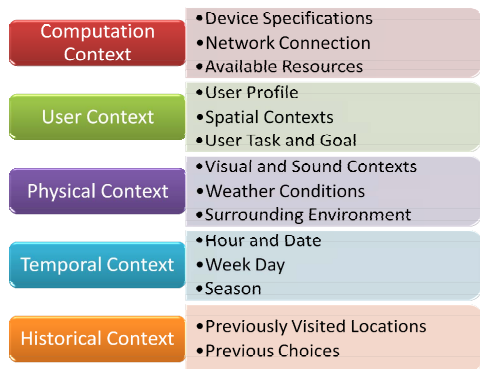 Computation
Context
•Device Specifications
•Network Connection
•Available Resources
User Context
•User Profile
•Spatial Contexts
•User Task and Goal
Physical Context
•Visual and Sound Contexts
•Weather Conditions
•Surrounding Environment
Temporal Context
•Hour and Date
•Week Day
•Season
Historical Context
•Previously Visited Locations
•Previous Choices